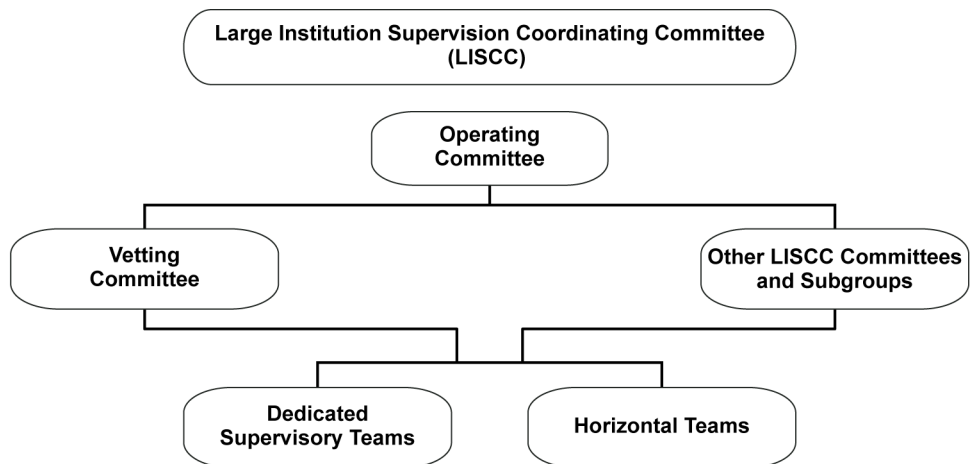 Large Institution Supervision Coordinating Committee
(LISCC)
Operating
Committee
Vetting
Committee
Other LISCC Committees
and Subgroups
Dedicated
Supervisory Teams
Horizontal Teams